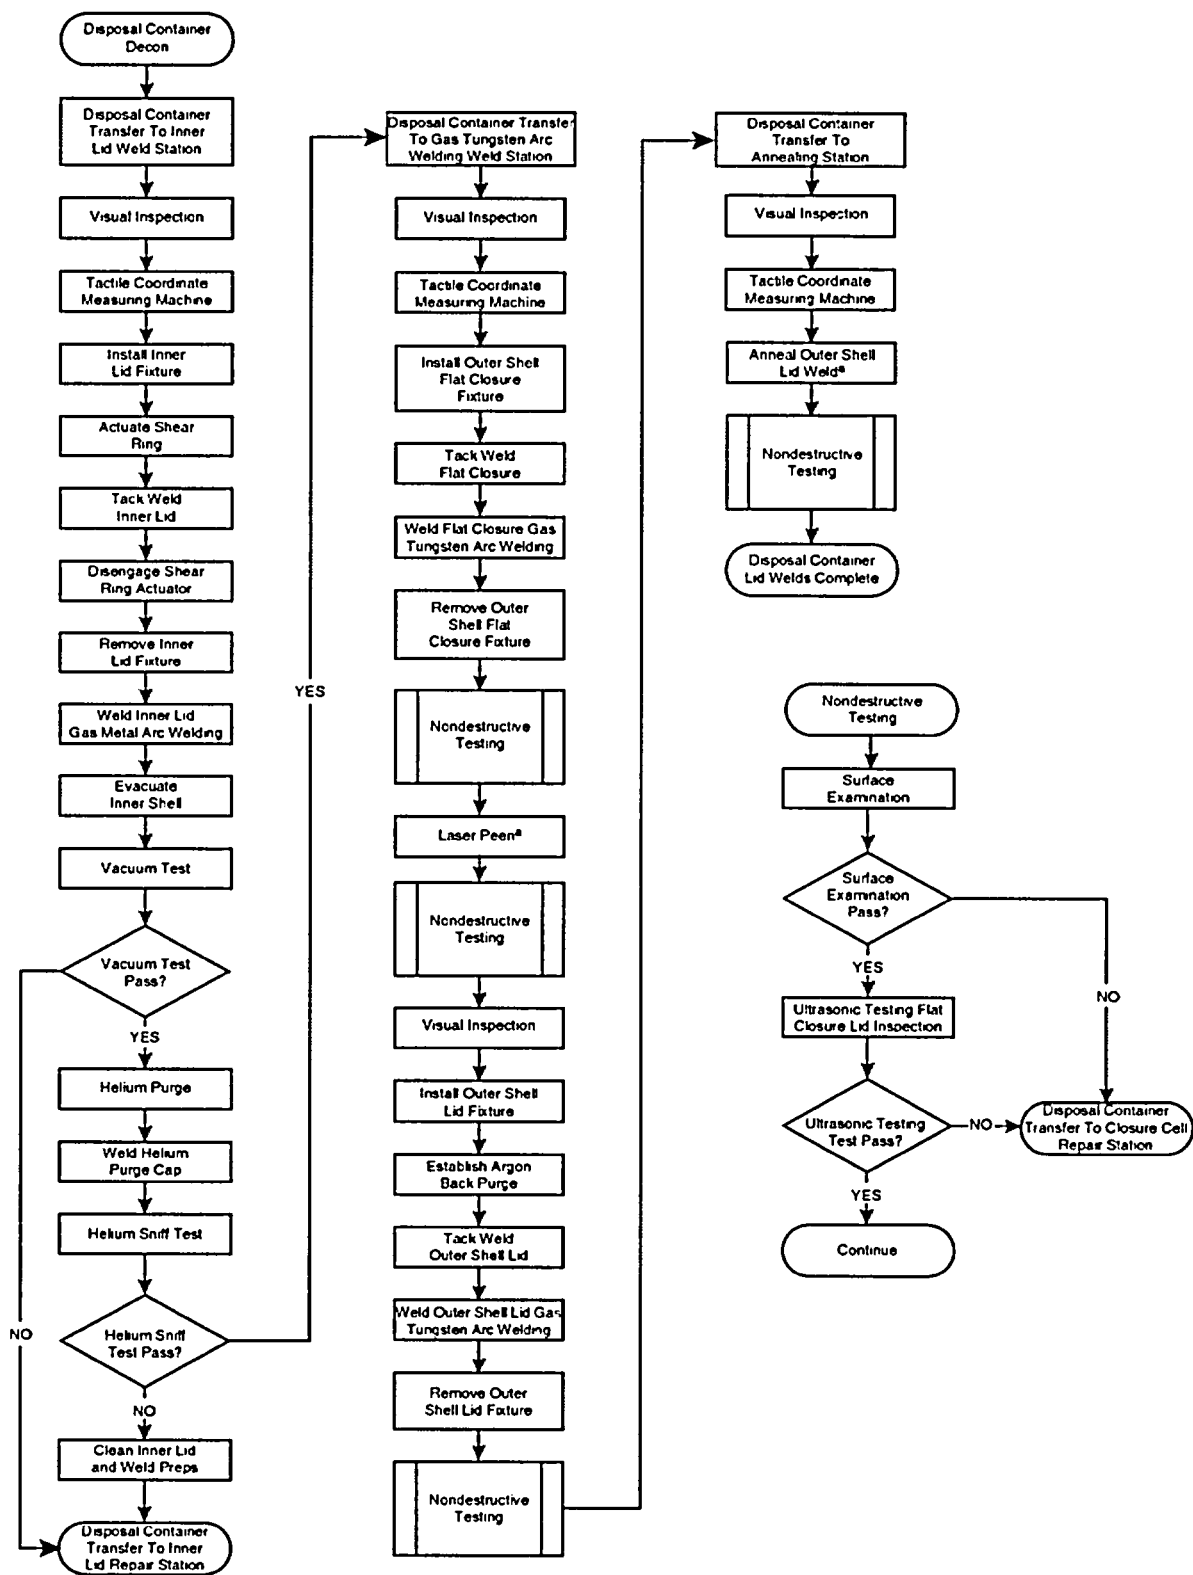 Disposal Container
Decon
Disposal Container
Transfer To Inner
Lid Weld Station
Visual Inspection
Tactile Coordinate
Measuring Machine
Install Inner
Lid Fixture
Actuate Shear
Ring
Tack Weld
Inner Lid
Disengage Shear
Ring Actuator
Remove Inner
Lid Fixture
Weld Inner Lid
Gas Metal Arc Welding
Evacuate
Inner Shell
Vacuum Test
Vacuum Test
Pass?
YES
Helium Purge
Weld Helium
Purge Cap
Helium Sniff Test
NO
Helium Sniff
Test Pass?
NO
Clean Inner Lid
and Weld Preps
Disposal Container
Transfer To Inner
Lid Repair Station
YES
Disposal Container Transfer
To Gas Tungsten Arc
Welding Weld Station
Visual Inspection
Tactile Coordinate
Measuring Machine
Install Outer Shell
Flat Closure
Fixture
Tack Weld
Flat Closure
Weld Flat Closure Gas
Tungsten Arc Welding
Remove Outer
Shell Flat
Closure Fixture
Nondestructive
Testing
Laser Peenª
Nondestructive
Testing
Visual Inspection
Install Outer Shell
Lid Fixture
Establish Argon
Back Purge
Tack Weld
Outer Shell Lid
Weld Outer Shell Lid Gas
Tungsten Arc Welding
Remove Outer
Shell Lid Fixture
Nondestructive
Testing
Disposal Container
Transfer To
Annealing Station
Visual Inspection
Tactile Coordinate
Measuring Machine
Anneal Outer Shell
Lid Weldª
Nondestructive
Testing
Disposal Container
Lid Welds Complete
Nondestructive
Testing
Surface
Examination
Surface
Examination
Pass?
YES
NO
Ultrasonic Testing Flat
Closure Lid Inspection
Ultrasonic Testing
Test Pass?
NO
Disposal Container
Transfer To Closure Cell
Repair Station
YES
Continue